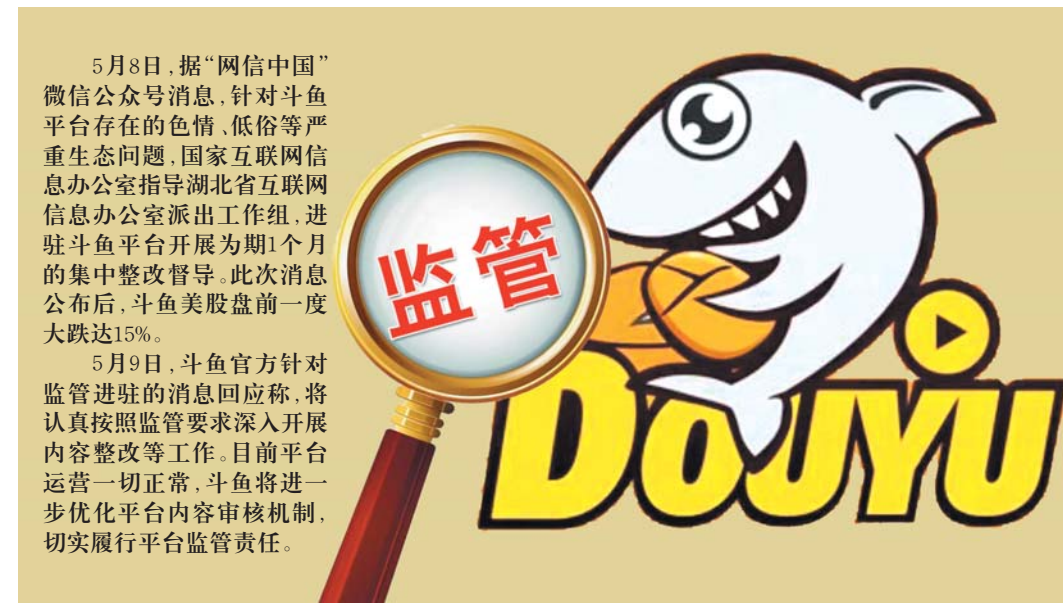 5月8日，据“网信中国”
微信公众号消息，针对斗鱼
平台存在的色情、低俗等严
重生态问题，国家互联网信
息办公室指导湖北省互联网
信息办公室派出工作组，进
驻斗鱼平台开展为期1个月
的集中整改督导。此次消息
公布后，斗鱼美股盘前一度
大跌达15%。
5月9日，斗鱼官方针对
监管进驻的消息回应称，将
认真按照监管要求深入开展
内容整改等工作。目前平台
运营一切正常，斗鱼将进一
步优化平台内容审核机制，
切实履行平台监管责任。
监管
DOUYU